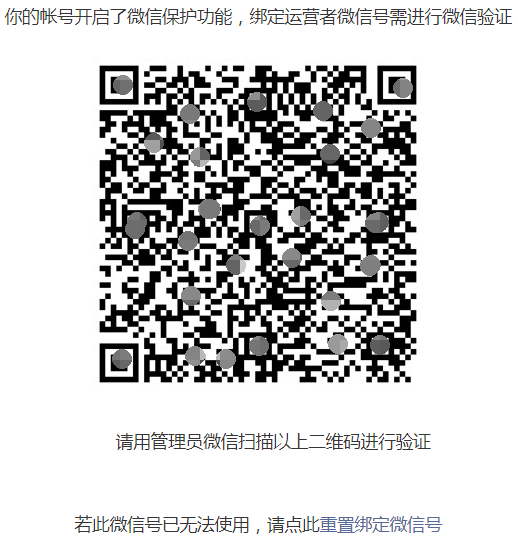 你的帐号开启了微信保护功能，绑定运营者微信号需进行微信验证
请用管理员微信扫描以上二维码进行验证
若此微信号已无法使用，请点此重置绑定微信号